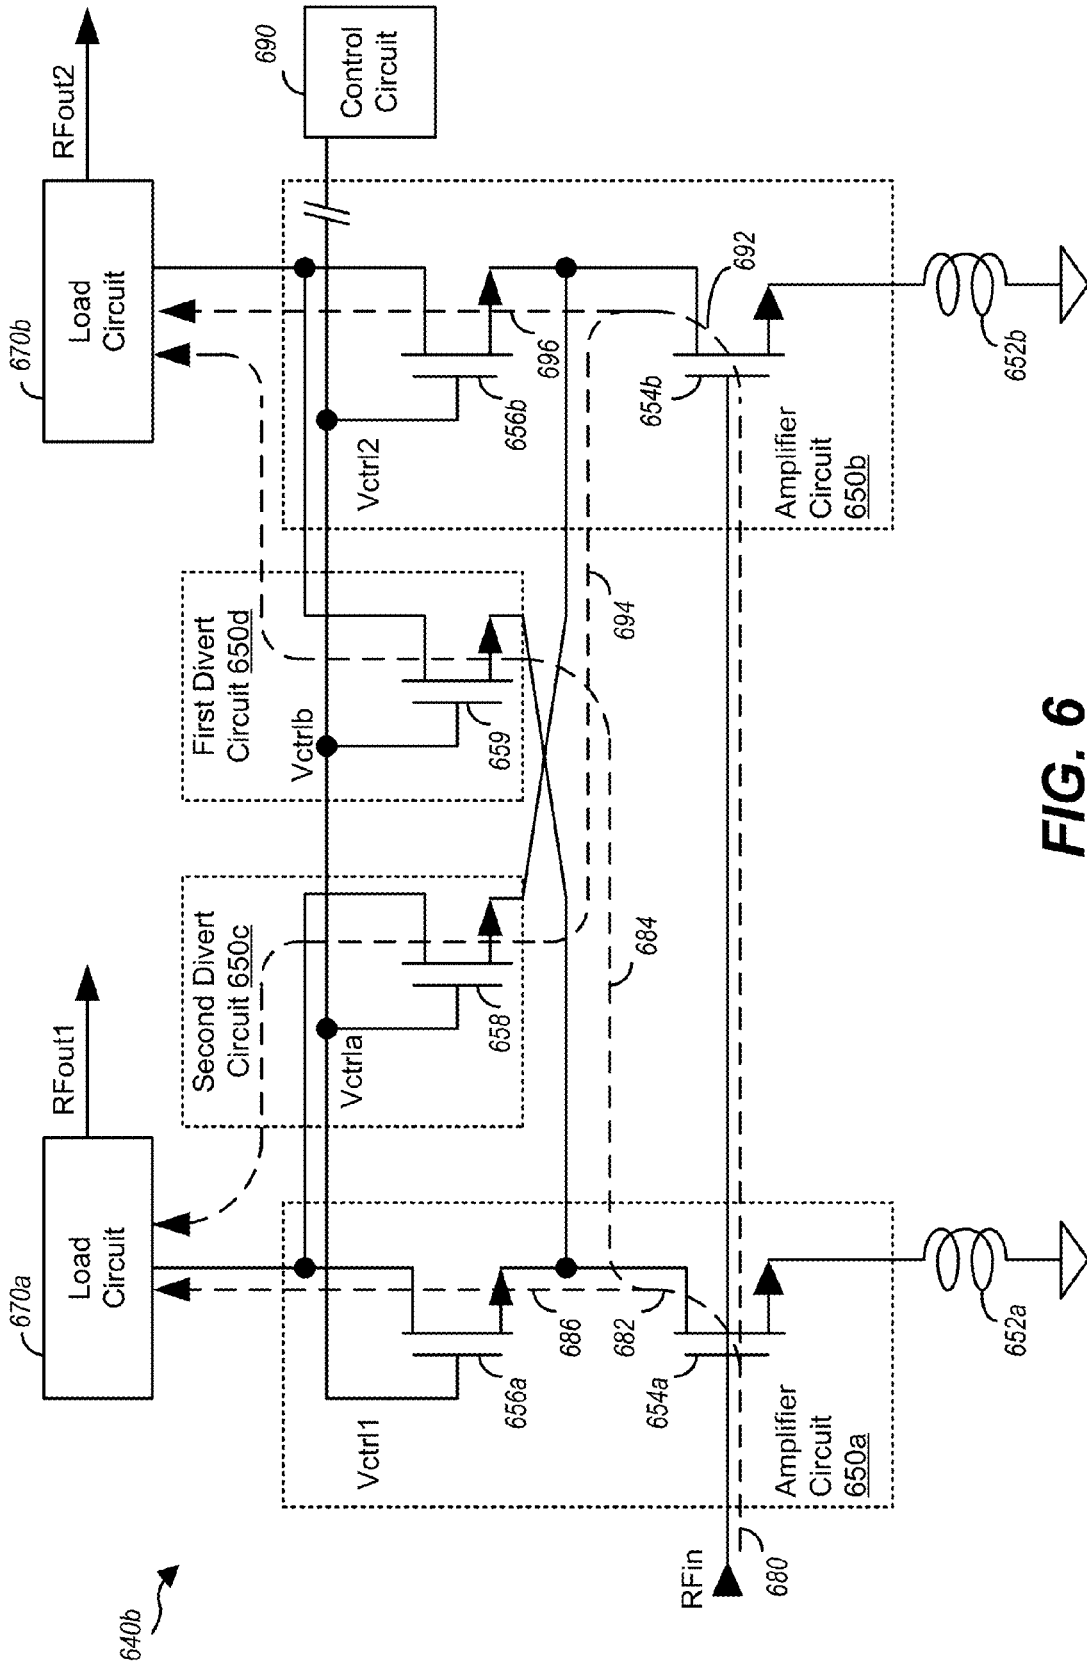 640b
670a
Load
Circuit
RFout1
670b
Load
Circuit
RFout2
690
Control
Circuit
Second Divert
Circuit 650c
First Divert
Circuit 650d
Vctrl1
Vctrla
Vctrlb
Vctrl2
656a
658
659
656b
686
682
684
694
696
692
654a
654b
RFin
680
Amplifier
Circuit
650a
Amplifier
Circuit
650b
652a
652b
FIG. 6